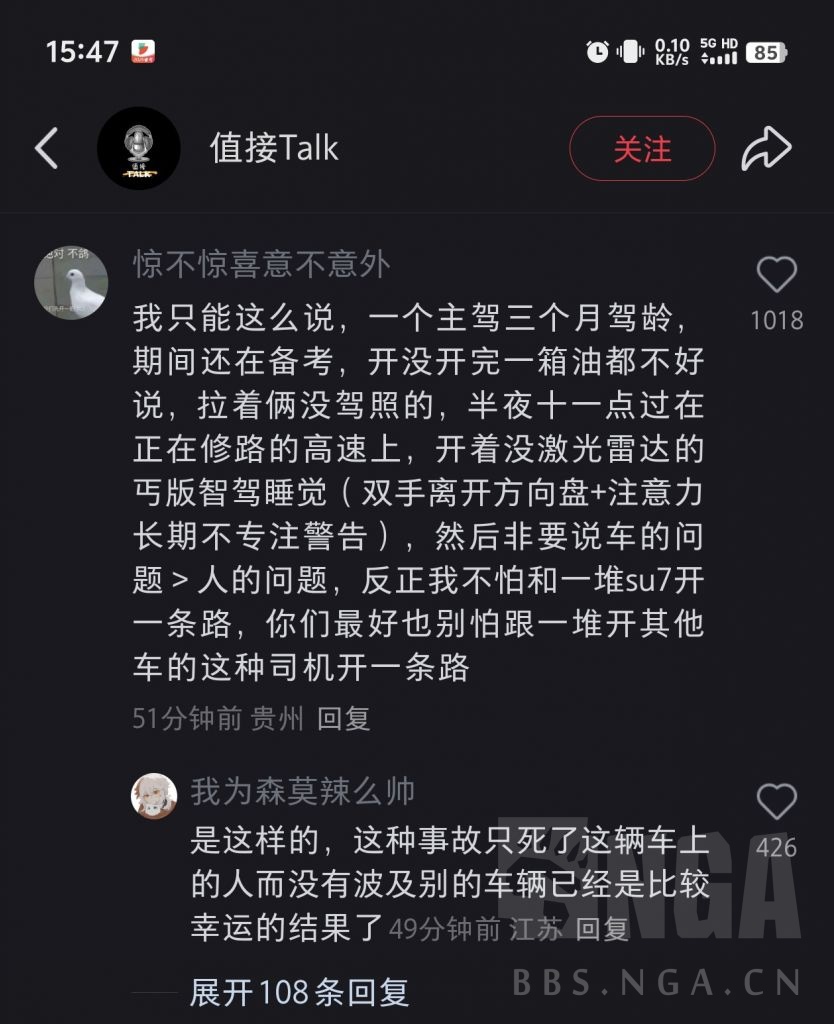 15:47
0.10
KB/s
5G HD
85
值接Talk
关注
值接
TALK
不鸽
惊不惊喜意不意外
1018
我只能这么说，一个主驾三个月驾龄，
期间还在备考，开没开完一箱油都不好
说，拉着俩没驾照的，半夜十一点过在
正在修路的高速上，开着没激光雷达的
丐版智驾睡觉（双手离开方向盘+注意力
长期不专注警告），然后非要说车的问
题＞人的问题，反正我不怕和一堆su7开
一条路，你们最好也别怕跟一堆开其他
车的这种司机开一条路
51分钟前 贵州 回复
我为森莫辣么帅
426
是这样的，这种事故只死了这辆车上
的人而没有波及别的车辆已经是比较
幸运的结果了 49分钟前 江苏 回复
展开108条回复
NGA
BBS.NGA.CN